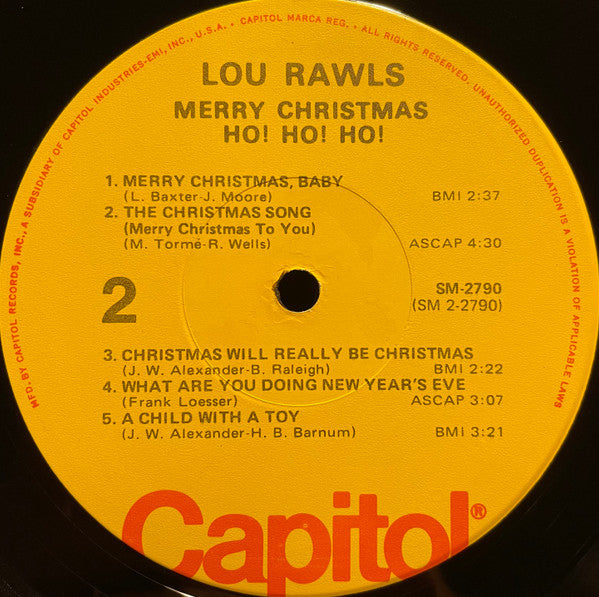 MFD. BY CAPITOL RECORDS, INC., A SUBSIDIARY OF CAPITOL INDUSTRIES-EMI, INC., U.S.A. • CAPITOL MARCA REG. • ALL RIGHTS RESERVED. UNAUTHORIZED DUPLICATION IS A VIOLATION OF APPLICABLE LAWS
LOU RAWLS
MERRY CHRISTMAS
HO! HO! HO!
1. MERRY CHRISTMAS, BABY
(L. Baxter-J. Moore) BMI 2:37
2. THE CHRISTMAS SONG
(Merry Christmas To You)
(M. Tormé-R. Wells) ASCAP 4:30
2
SM-2790
(SM 2-2790)
3. CHRISTMAS WILL REALLY BE CHRISTMAS
(J. W. Alexander-B. Raleigh) BMI 2:22
4. WHAT ARE YOU DOING NEW YEAR'S EVE
(Frank Loesser) ASCAP 3:07
5. A CHILD WITH A TOY
(J. W. Alexander-H. B. Barnum) BMI 3:21
Capitol®